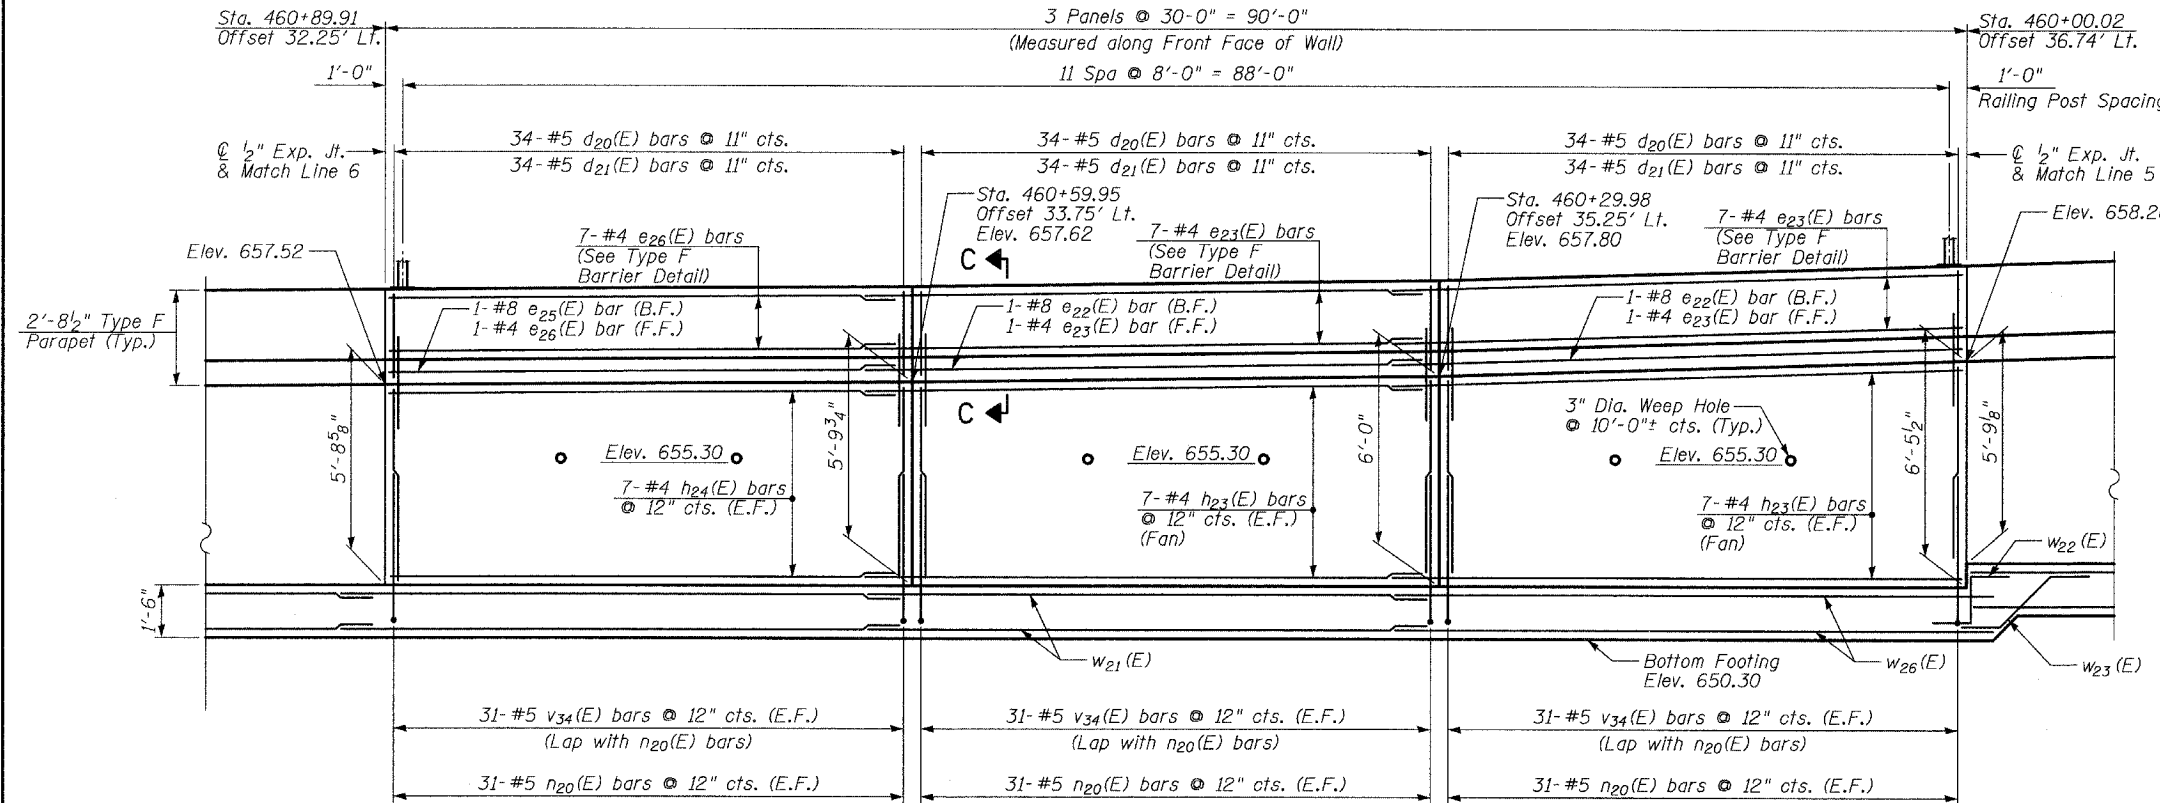 Sta. 460+89.91
Offset 32.25' Lt.
3 Panels @ 30-0" = 90'-0"
(Measured along Front Face of Wall)
Sta. 460+00.02
Offset 36.74' Lt.
1'-0"
11 Spa @ 8'-0" = 88'-0"
1'-0"
Railing Post Spacing
℄ ½" Exp. Jt.
& Match Line 6
34-#5 d20(E) bars @ 11" cts.
34-#5 d21(E) bars @ 11" cts.
34-#5 d20(E) bars @ 11" cts.
34-#5 d21(E) bars @ 11" cts.
34-#5 d20(E) bars @ 11" cts.
34-#5 d21(E) bars @ 11" cts.
℄ ½" Exp. Jt.
& Match Line 5
Sta. 460+59.95
Offset 33.75' Lt.
Elev. 657.62
Sta. 460+29.98
Offset 35.25' Lt.
Elev. 657.80
Elev. 657.52
7-#4 e26(E) bars
(See Type F
Barrier Detail)
7-#4 e23(E) bars
(See Type F
Barrier Detail)
7-#4 e23(E) bars
(See Type F
Barrier Detail)
Elev.
C
2'-8½" Type F
Parapet (Typ.)
1-#8 e25(E) bar (B.F.)
1-#4 e26(E) bar (F.F.)
1-#8 e22(E) bar (B.F.)
1-#4 e23(E) bar (F.F.)
1-#8 e22(E) bar (B.F.)
1-#4 e23(E) bar (F.F.)
C
5'-8⅝"
5'-9¾"
6'-0"
6'-5½"
5'-9⅛"
3" Dia. Weep Hole
@ 10'-0"± cts. (Typ.)
Elev. 655.30
Elev. 655.30
Elev. 655.30
7-#4 h24(E) bars
@ 12" cts. (E.F.)
7-#4 h23(E) bars
@ 12" cts. (E.F.)
(Fan)
7-#4 h23(E) bars
@ 12" cts. (E.F.)
(Fan)
w22(E)
1'-6"
w21(E)
Bottom Footing
Elev. 650.30
w26(E)
w23(E)
31-#5 v34(E) bars @ 12" cts. (E.F.)
(Lap with n20(E) bars)
31-#5 v34(E) bars @ 12" cts. (E.F.)
(Lap with n20(E) bars)
31-#5 v34(E) bars @ 12" cts. (E.F.)
(Lap with n20(E) bars)
31-#5 n20(E) bars @ 12" cts. (E.F.)
31-#5 n20(E) bars @ 12" cts. (E.F.)
31-#5 n20(E) bars @ 12" cts. (E.F.)